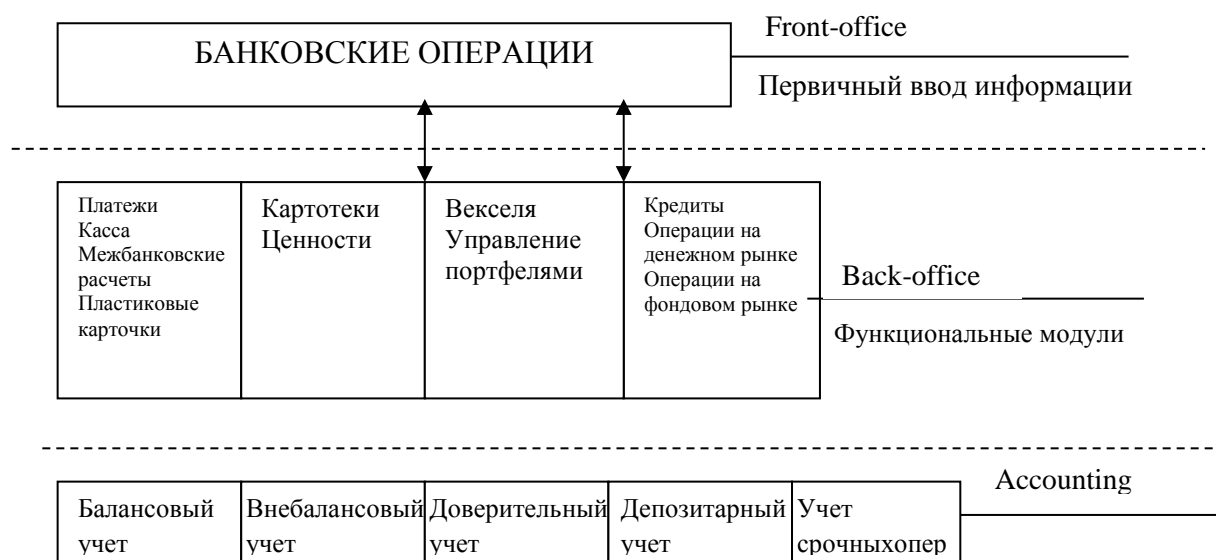 Front-office
БАНКОВСКИЕ ОПЕРАЦИИ
Первичный ввод информации
Платежи
Касса
Межбанковские
расчеты
Пластиковые
карточки
Картотеки
Ценности
Векселя
Управление
портфелями
Кредиты
Операции на
денежном рынке
Операции на
фондовом рынке
Back-office
Функциональные модули
Accounting
Балансовый
учет
Внебалансовый
учет
Доверительный
учет
Депозитарный
учет
Учет
срочныхопер